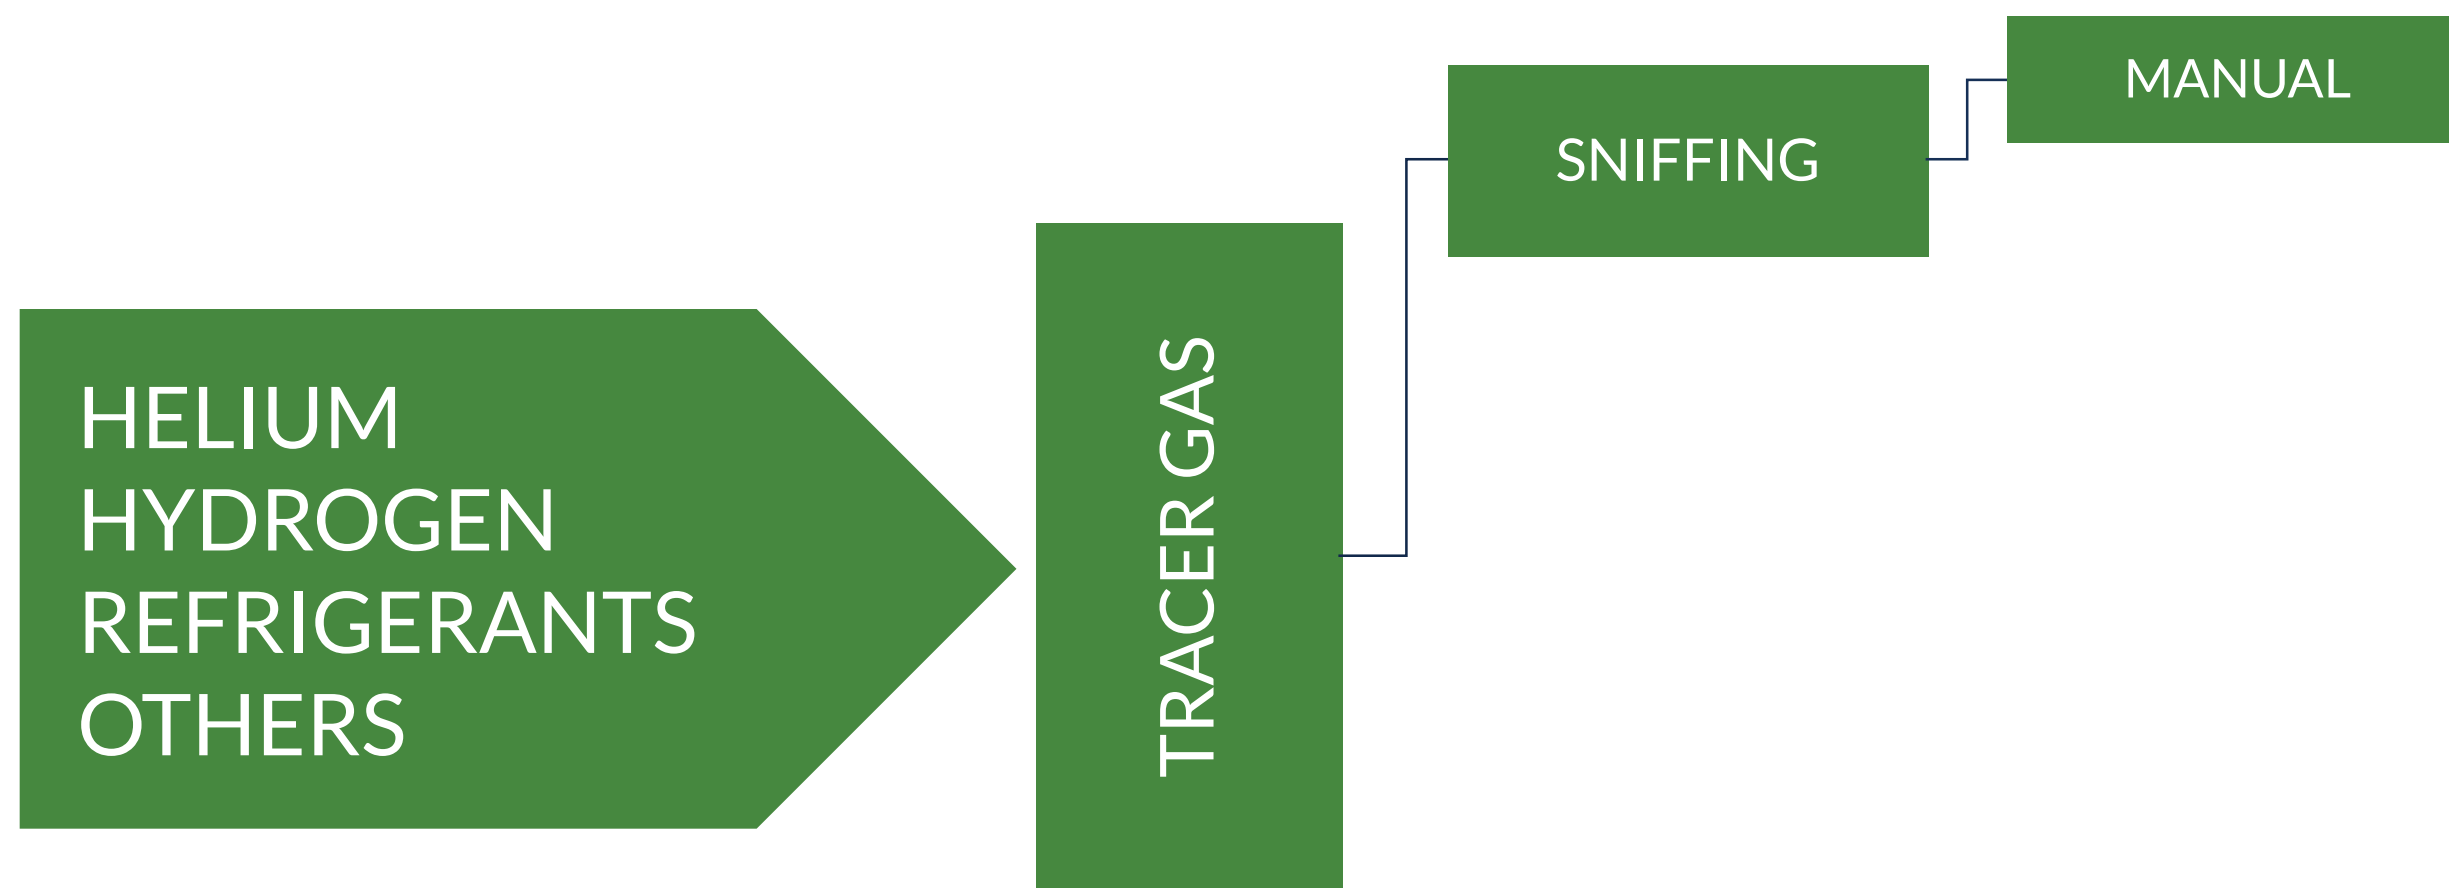 HELIUM
HYDROGEN
REFRIGERANTS
OTHERS
TRACER GAS
SNIFFING
MANUAL